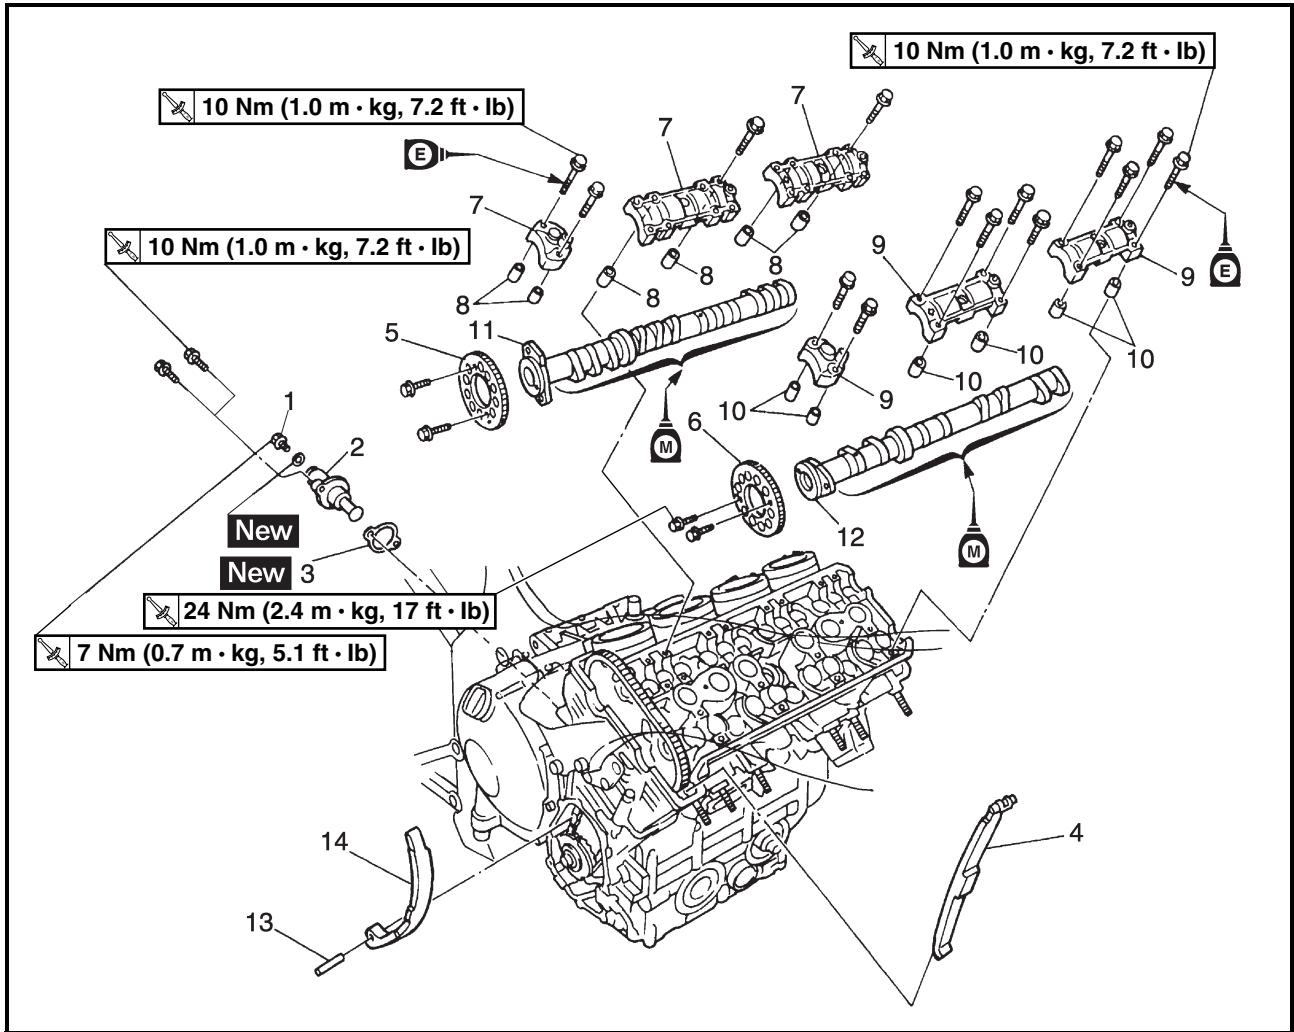 10 Nm (1.0 m · kg, 7.2 ft · lb)
10 Nm (1.0 m · kg, 7.2 ft · lb)
7
7
E
7
10 Nm (1.0 m · kg, 7.2 ft · lb)
9
9
E
8
8
8
8
5
11
10
10
10
10
9
1
2
6
M
12
M
New
New 3
24 Nm (2.4 m · kg, 17 ft · lb)
7 Nm (0.7 m · kg, 5.1 ft · lb)
14
4
13